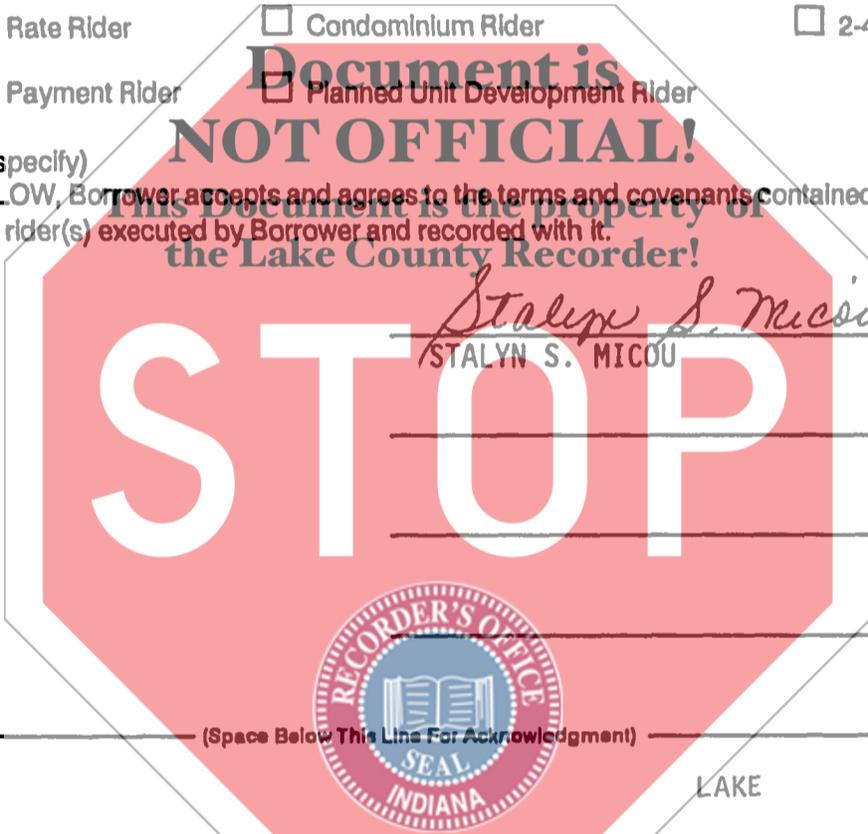 Rate Rider ☐ Condominium Rider ☐ 2-4
Document is
Payment Rider ☐ Planned Unit Development Rider
NOT OFFICIAL!
specify)
LOW, Borrower accepts and agrees to the terms and covenants contained
This Document is the property of
rider(s) executed by Borrower and recorded with it.
the Lake County Recorder!
Stalyn S. Micou
STALYN S. MICOU
STOP
RECORDER'S OFFICE
(Space Below This Line For Acknowledgment)
SEAL
INDIANA
LAKE